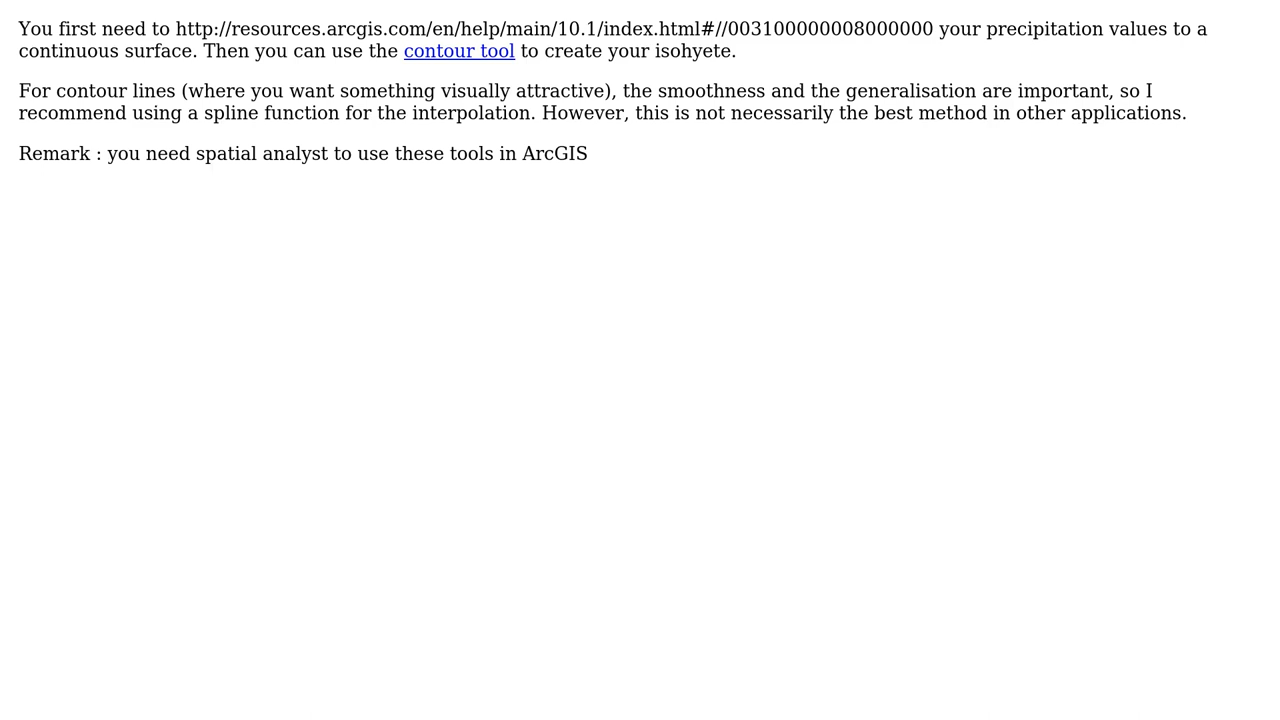 You first need to http://resources.arcgis.com/en/help/main/10.1/index.html#//003100000008000000 your precipitation values to a
continuous surface. Then you can use the contour tool to create your isohyete.
For contour lines (where you want something visually attractive), the smoothness and the generalisation are important, so I
recommend using a spline function for the interpolation. However, this is not necessarily the best method in other applications.
Remark : you need spatial analyst to use these tools in ArcGIS